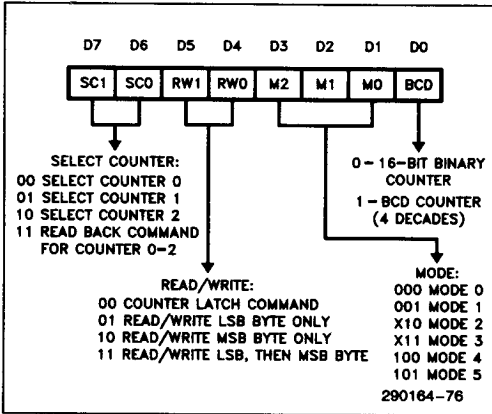 D7 D6 D5 D4 D3 D2 D1 D0
SC1 SC0 RW1 RW0 M2 M1 M0 BCD
SELECT COUNTER:
00 SELECT COUNTER 0
01 SELECT COUNTER 1
10 SELECT COUNTER 2
11 READ BACK COMMAND
FOR COUNTER 0-2
0-16-BIT BINARY
COUNTER
1-BCD COUNTER
(4 DECADES)
READ/WRITE:
00 COUNTER LATCH COMMAND
01 READ/WRITE LSB BYTE ONLY
10 READ/WRITE MSB BYTE ONLY
11 READ/WRITE LSB, THEN MSB BYTE
MODE:
000 MODE 0
001 MODE 1
X10 MODE 2
X11 MODE 3
100 MODE 4
101 MODE 5
290164-76